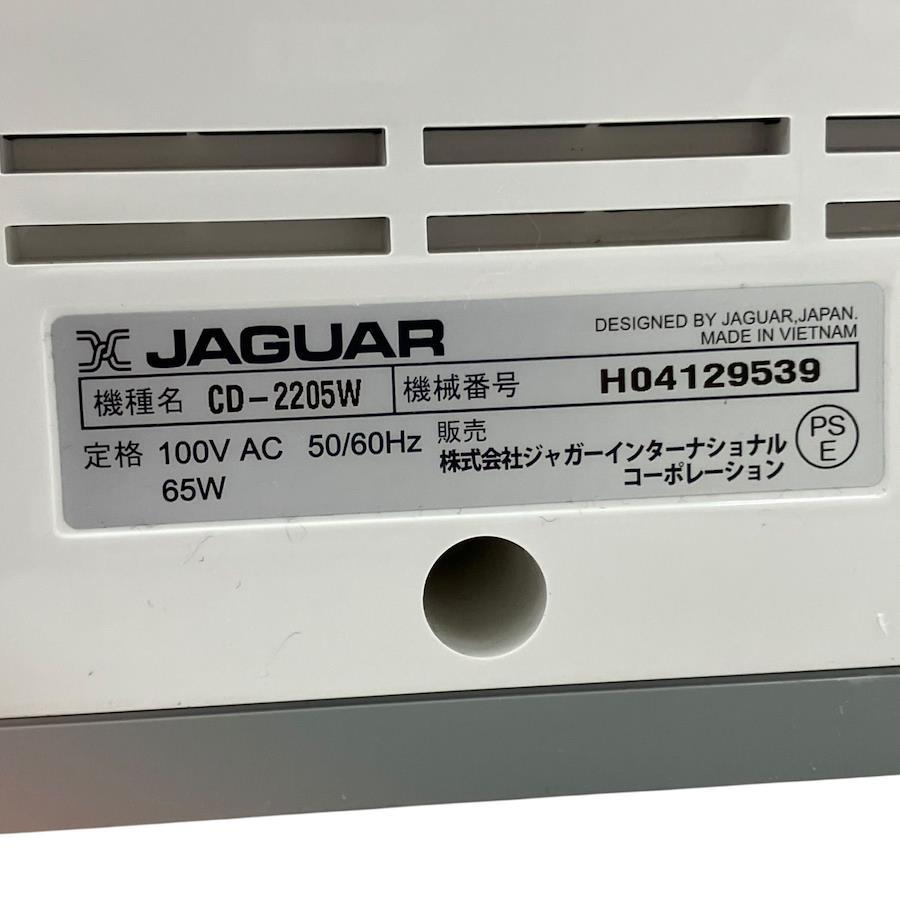 JAGUAR
DESIGNED BY JAGUAR,JAPAN.
MADE IN VIETNAM
機種名 CD-2205W 機械番号 H04129539
定格 100V AC 50/60Hz
65W
販売
株式会社ジャガーインターナショナル
コーポレーション
PS
E